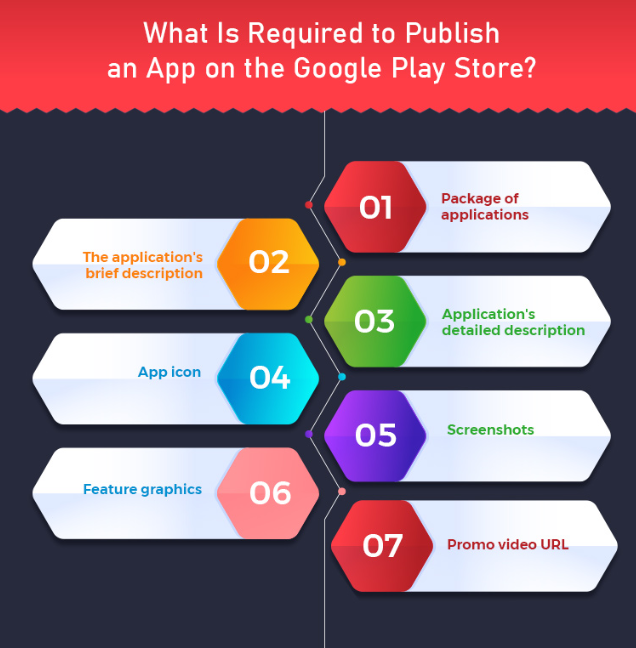 What Is Required to Publish
an App on the Google Play Store?
01
Package of
applications
02
The application's
brief description
03
Application's
detailed description
04
App icon
05
Screenshots
06
Feature graphics
07
Promo video URL